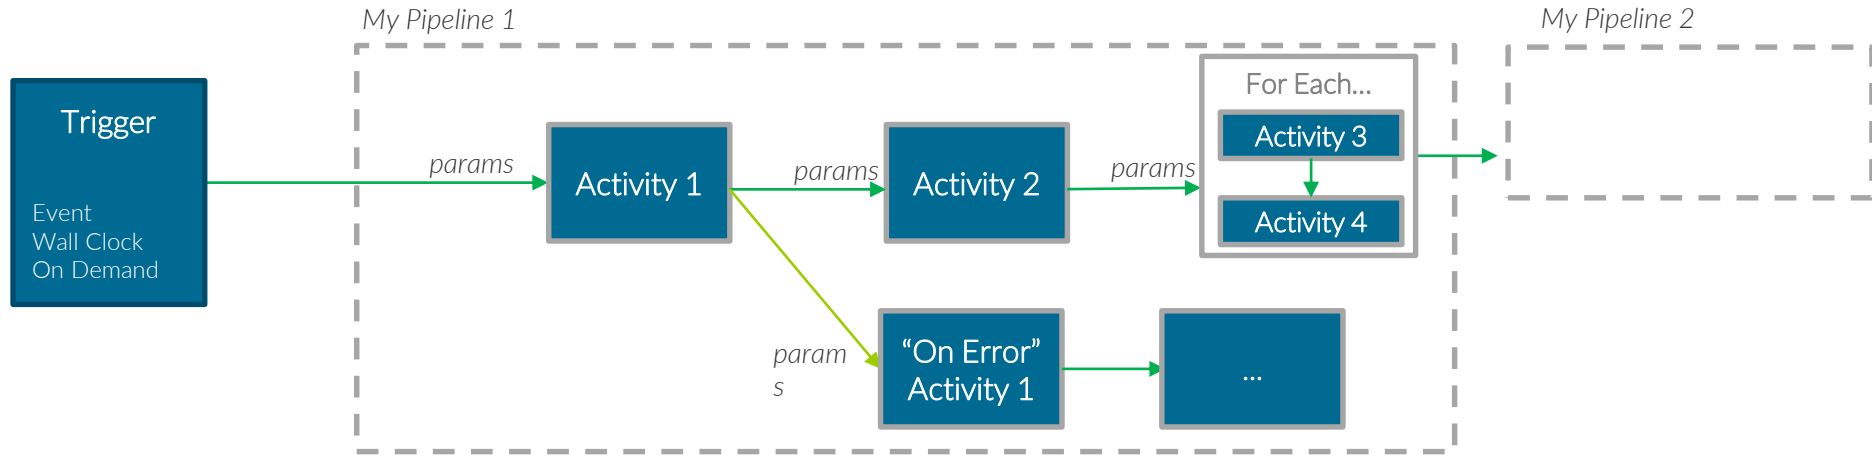 My Pipeline 1
My Pipeline 2
Trigger
Event
Wall Clock
On Demand
params
Activity 1
params
Activity 2
params
For Each...
Activity 3
Activity 4
param
s
“On Error”
Activity 1
...